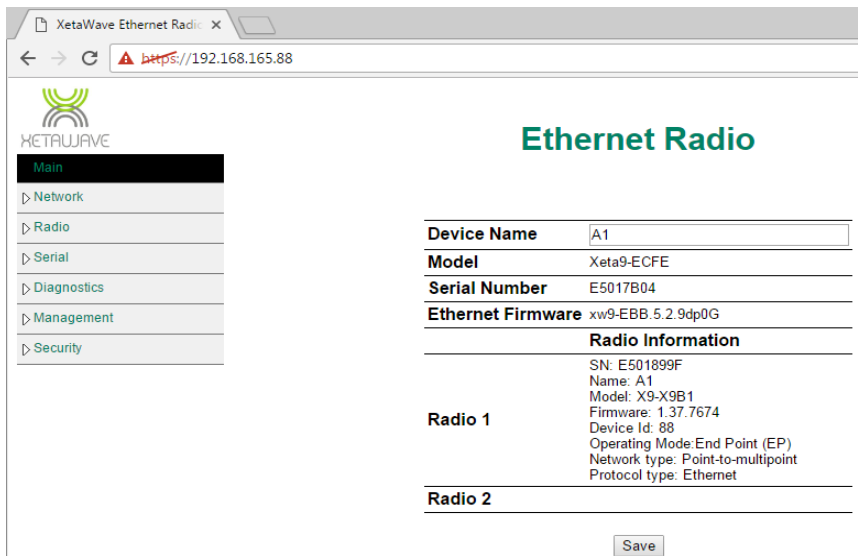 XetaWave Ethernet Radio
https://192.168.165.88
XETAWAVE
Main
Network
Radio
Serial
Diagnostics
Management
Security
Ethernet Radio
Device Name A1
Model Xeta9-ECFE
Serial Number E5017B04
Ethernet Firmware xw9-EBB.5.2.9dp0G
Radio Information
Radio 1
SN: E501899F
Name: A1
Model: X9-X9B1
Firmware: 1.37.7674
Device Id: 88
Operating Mode:End Point (EP)
Network type: Point-to-multipoint
Protocol type: Ethernet
Radio 2
Save